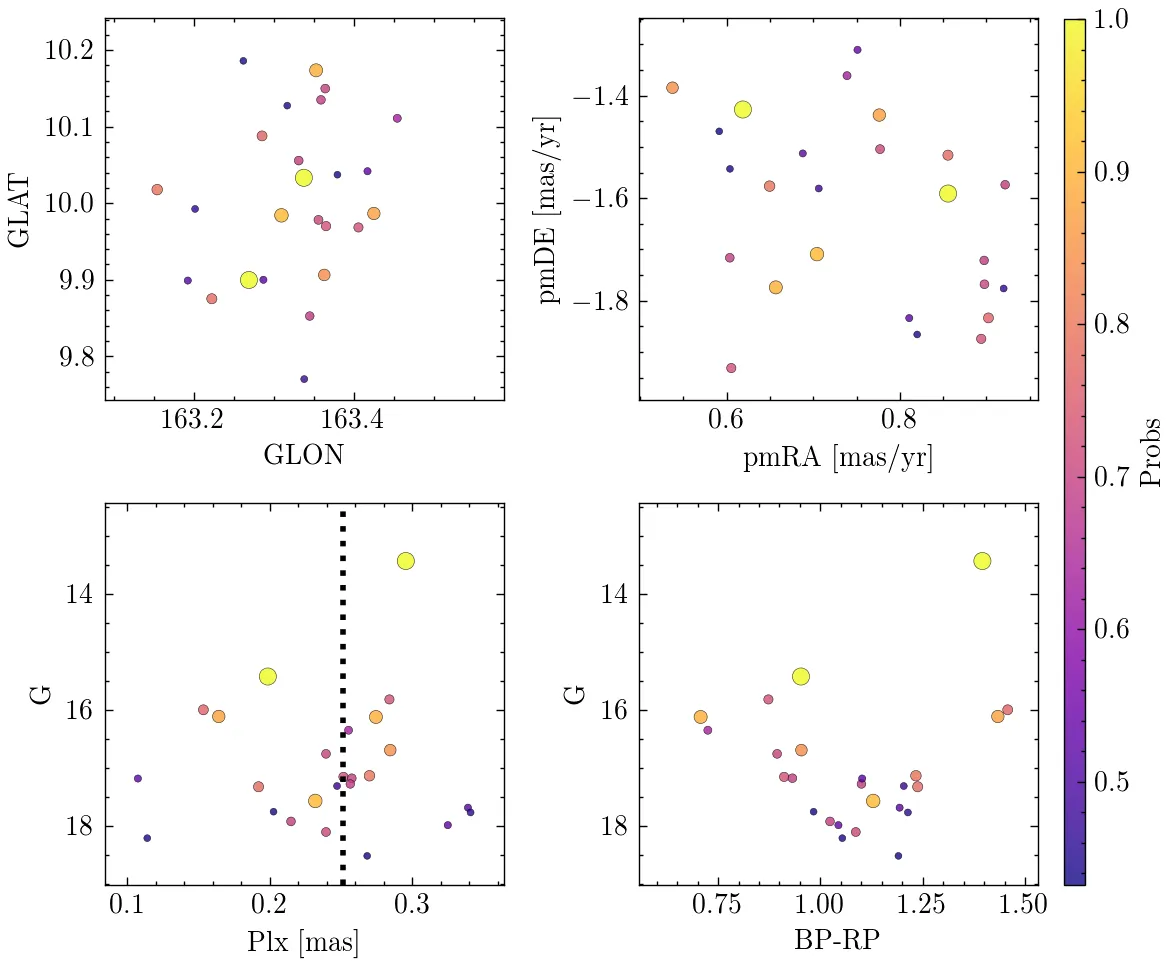 10.2
10.1
10.0
9.9
9.8
GLAT
163.2 163.4
GLON
−1.4
−1.6
−1.8
pmDE [mas/yr]
0.6 0.8
pmRA [mas/yr]
1.0
0.9
0.8
0.7
0.6
0.5
Probs
14
16
18
G
0.1 0.2 0.3
Plx [mas]
14
16
18
G
0.75 1.00 1.25 1.50
BP-RP